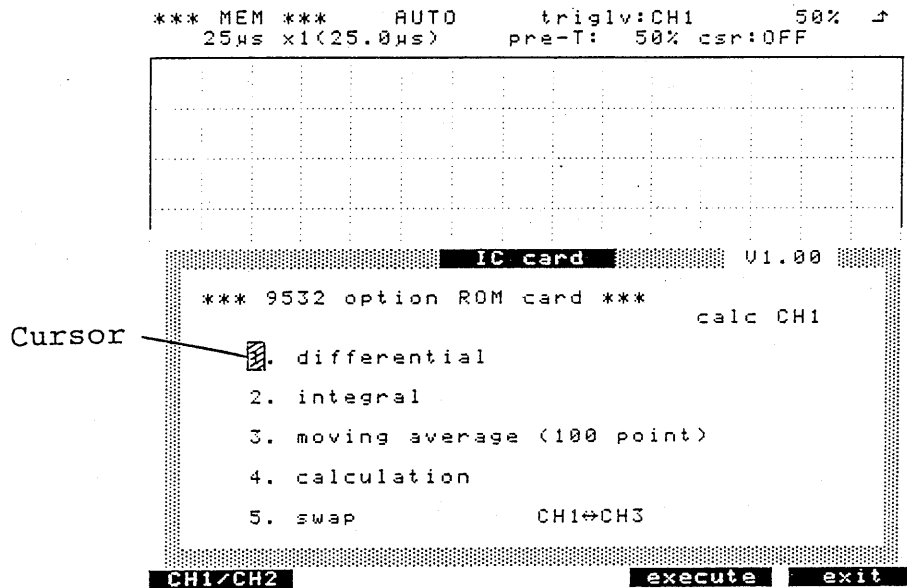 *** MEM *** AUTO triglv:CH1 50%
25µs x1(25.0µs) pre-T: 50% csr:OFF
IC card V1.00
*** 9532 option ROM card ***
calc CH1
Cursor
. differential
2. integral
3. moving average (100 point)
4. calculation
5. swap CH1↔CH3
CH1/CH2 execute exit